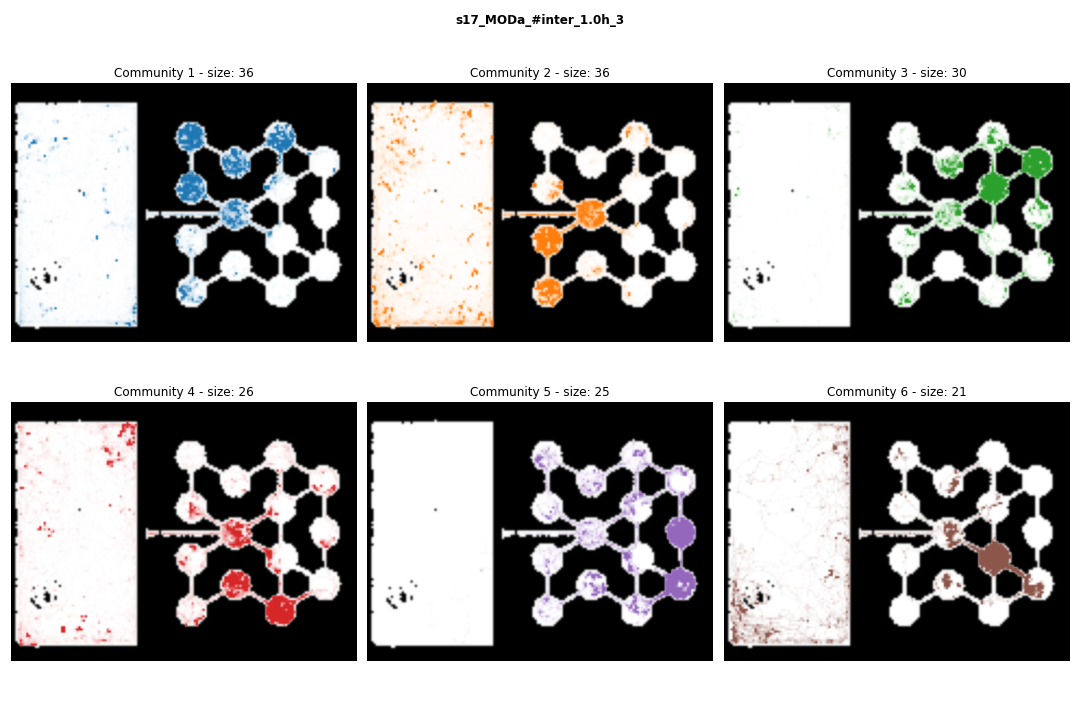 s17_MODa_#inter_1.0h_3
Community 1 - size: 36
Community 2 - size: 36
Community 3 - size: 30
Community 4 - size: 26
Community 5 - size: 25
Community 6 - size: 21